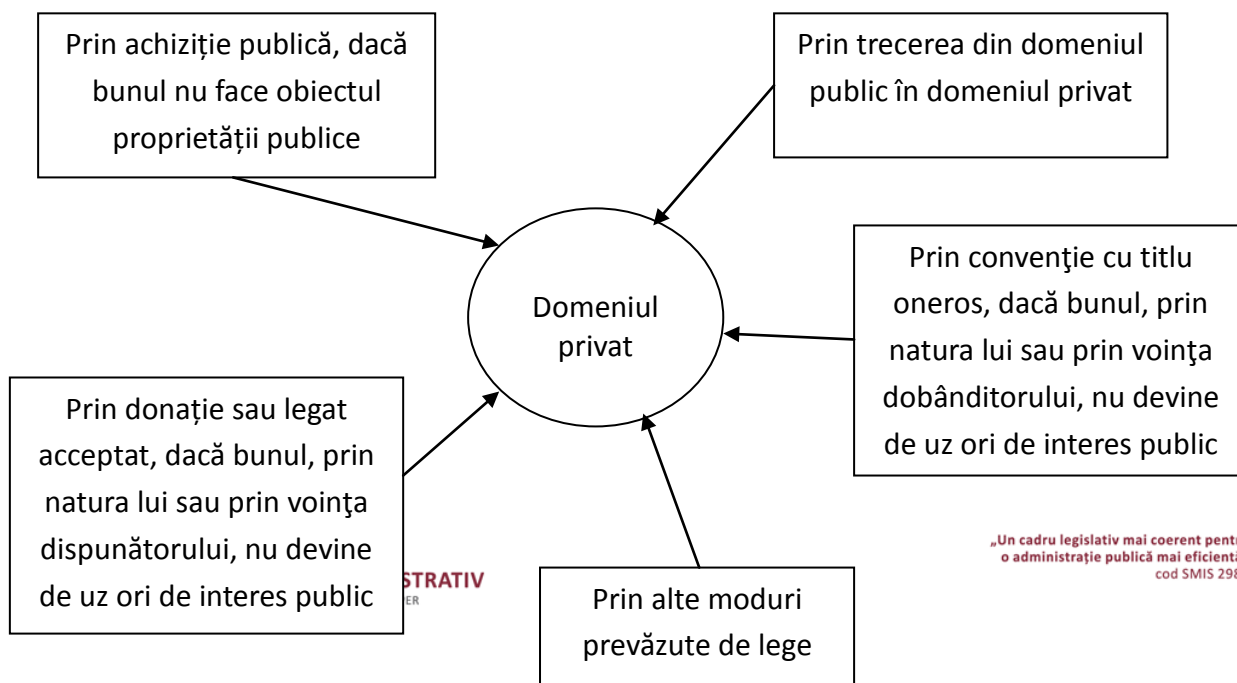 Prin achiziție publică, dacă
bunul nu face obiectul
proprietății publice
Prin trecerea din domeniul
public în domeniul privat
Domeniul
privat
Prin convenţie cu titlu
oneros, dacă bunul, prin
natura lui sau prin voinţa
dobânditorului, nu devine
de uz ori de interes public
Prin donație sau legat
acceptat, dacă bunul, prin
natura lui sau prin voinţa
dispunătorului, nu devine
de uz ori de interes public
Prin alte moduri
prevăzute de lege
STRATIV
ER
„Un cadru legislativ mai coerent pentr
o administrație publică mai eficientă
cod SMIS 298